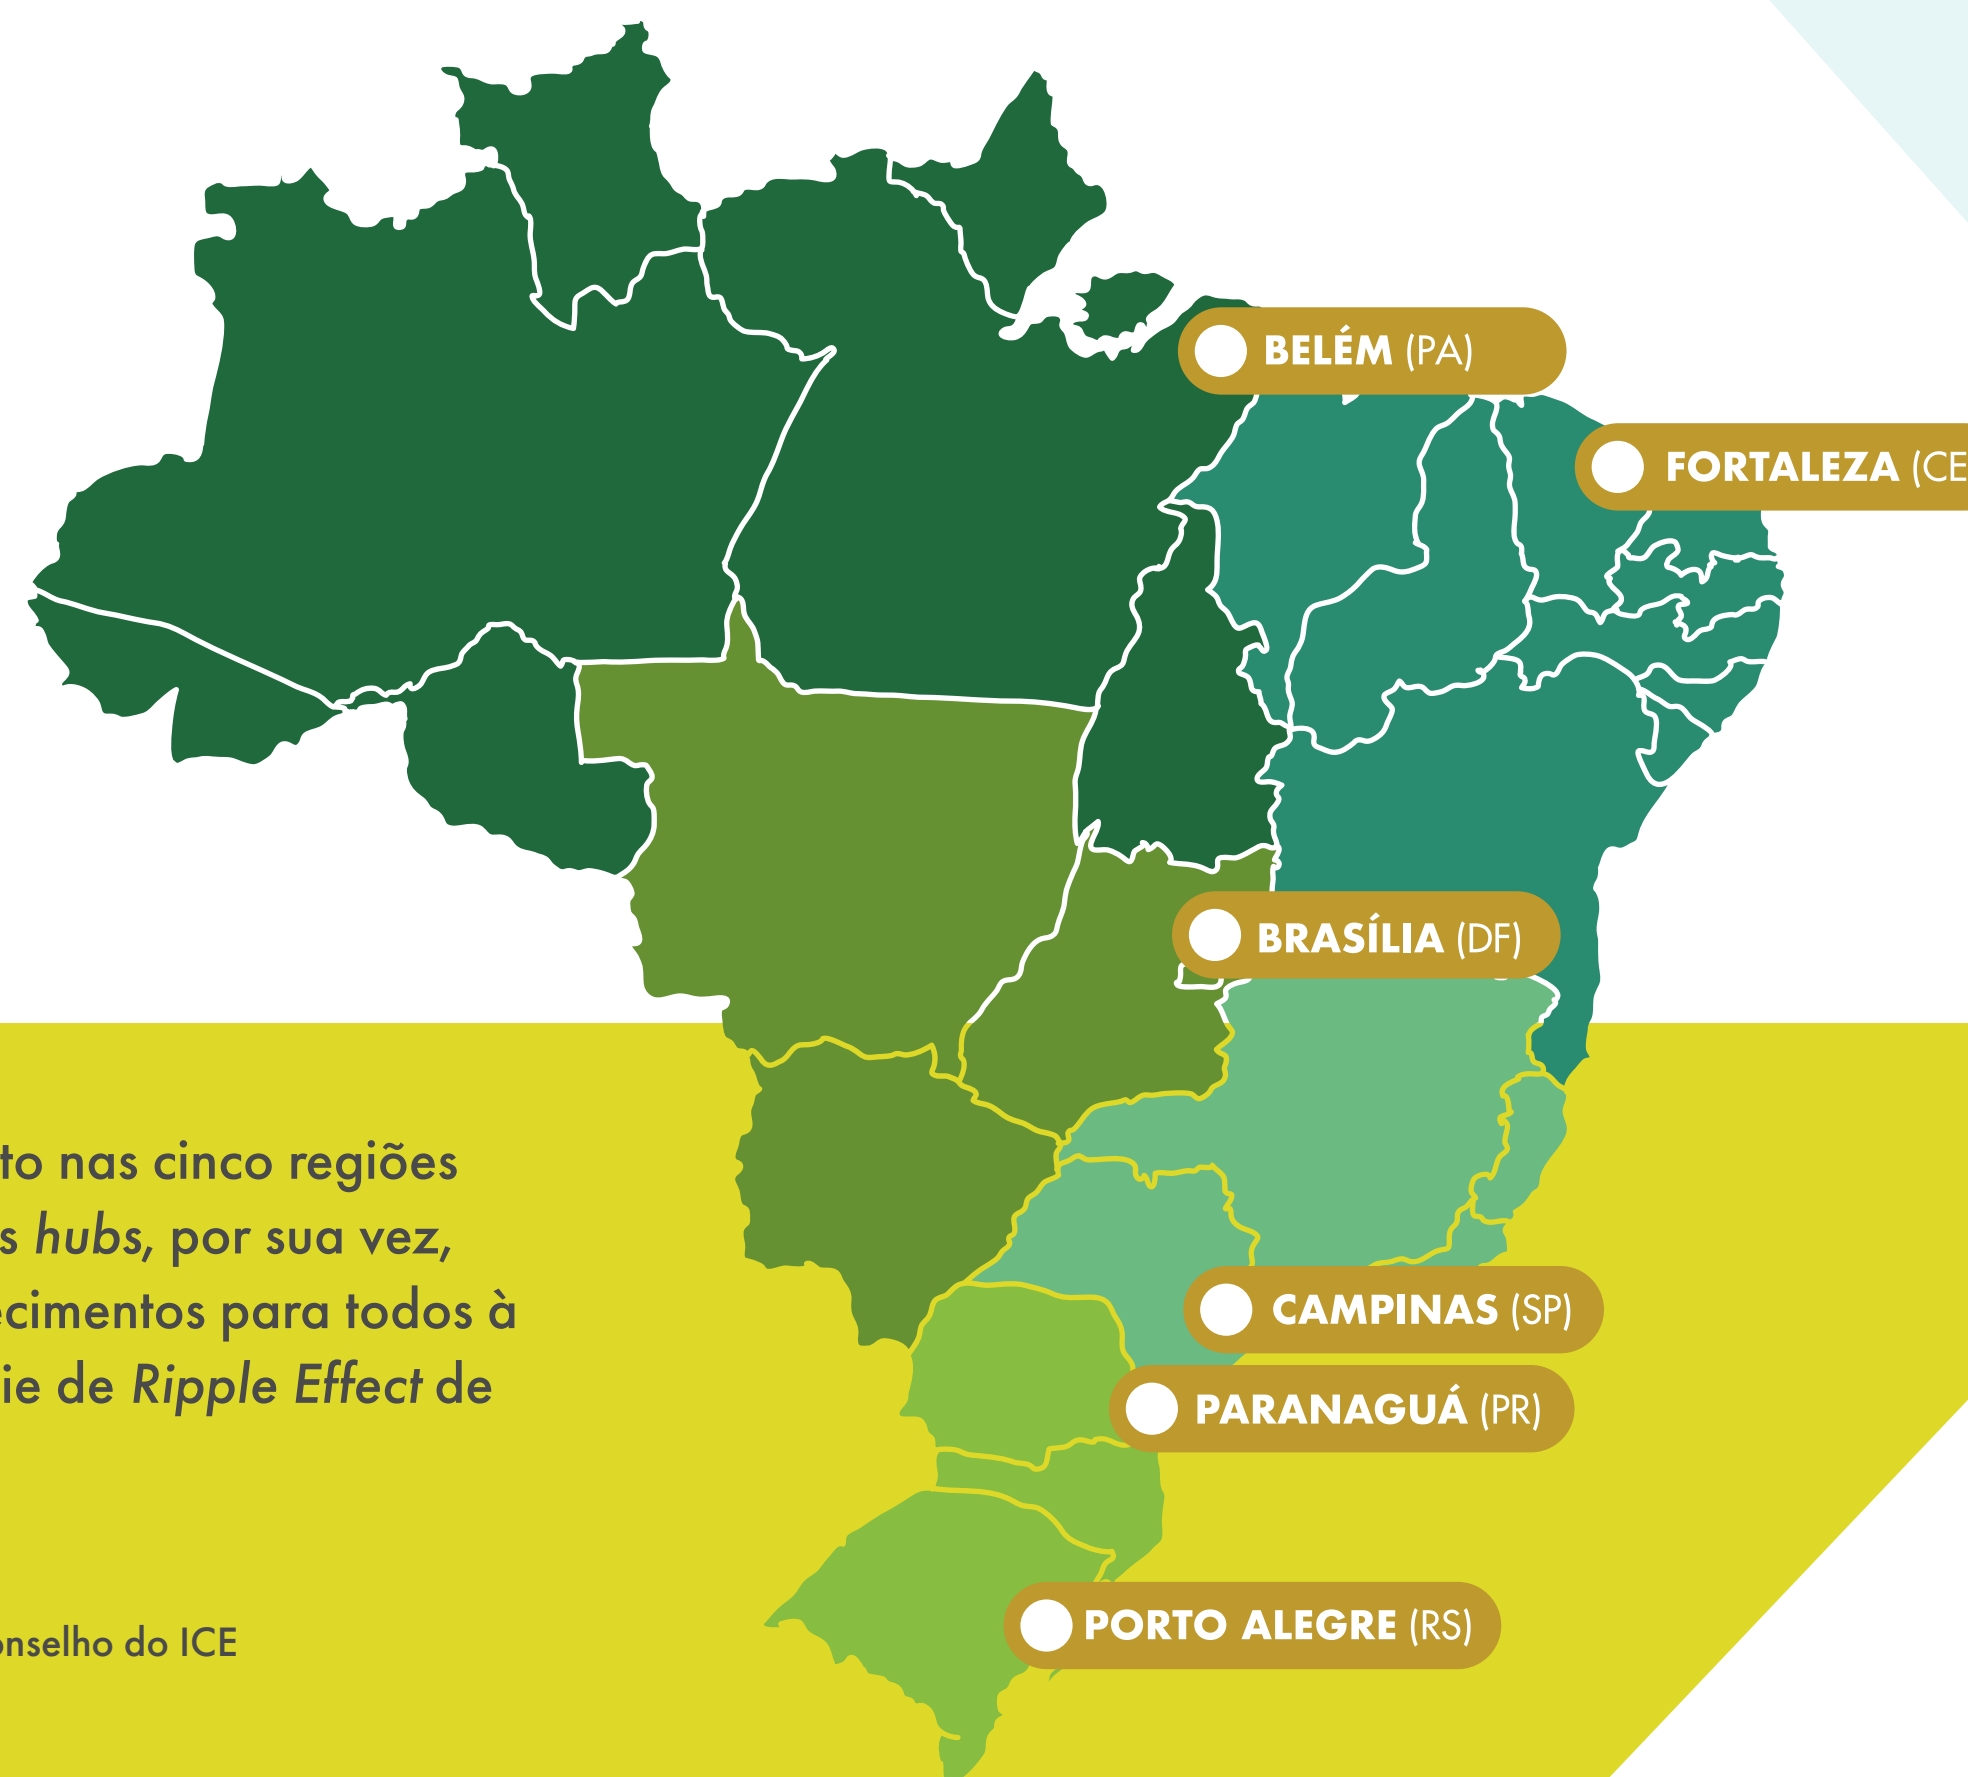 BELÉM (PA)
FORTALEZA (CE
BRASÍLIA (DF)
CAMPINAS (SP)
PARANAGUÁ (PR)
PORTO ALEGRE (RS)
to nas cinco regiões
s hubs, por sua vez,
ecimentos para todos à
ie de Ripple Effect de
onselho do ICE